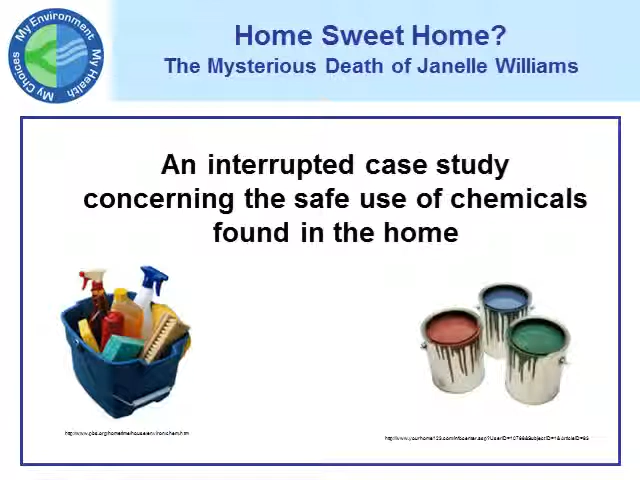 My Environment
My Health
My Choices
Home Sweet Home?
The Mysterious Death of Janelle Williams
An interrupted case study
concerning the safe use of chemicals
found in the home